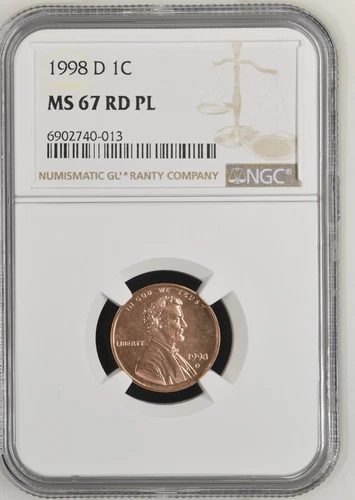 1998 D 1C
MS 67 RD PL
6902740-013
NUMISMATIC GUARANTY COMPANY
NGC
IN GOD WE TRUST
LIBERTY
1998
D